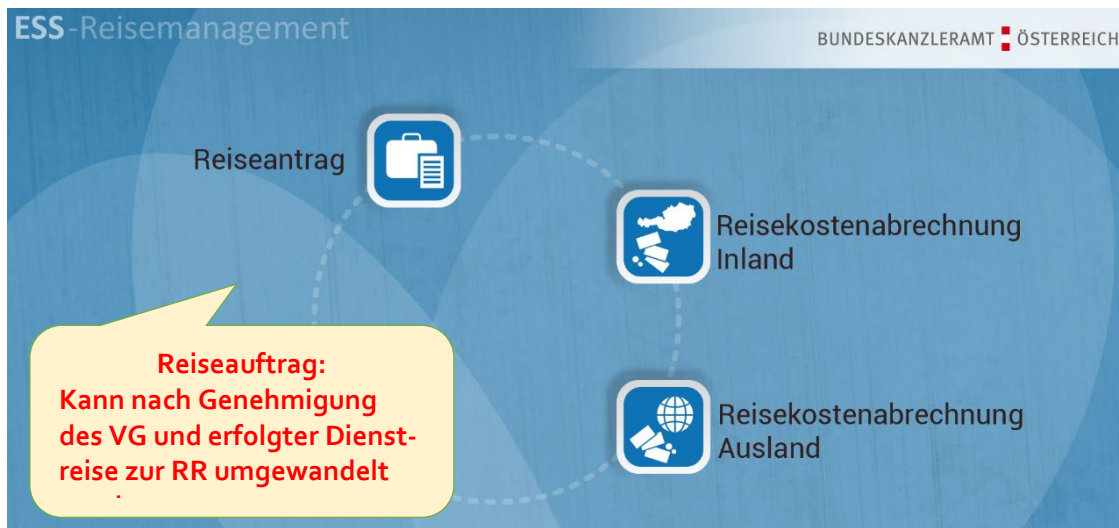 ESS-Reisemanagement
BUNDESKANZLERAMT ÖSTERREICH
Reiseantrag
Reisekostenabrechnung
Inland
Reiseauftrag:
Kann nach Genehmigung
des VG und erfolgter Dienst-
reise zur RR umgewandelt
Reisekostenabrechnung
Ausland